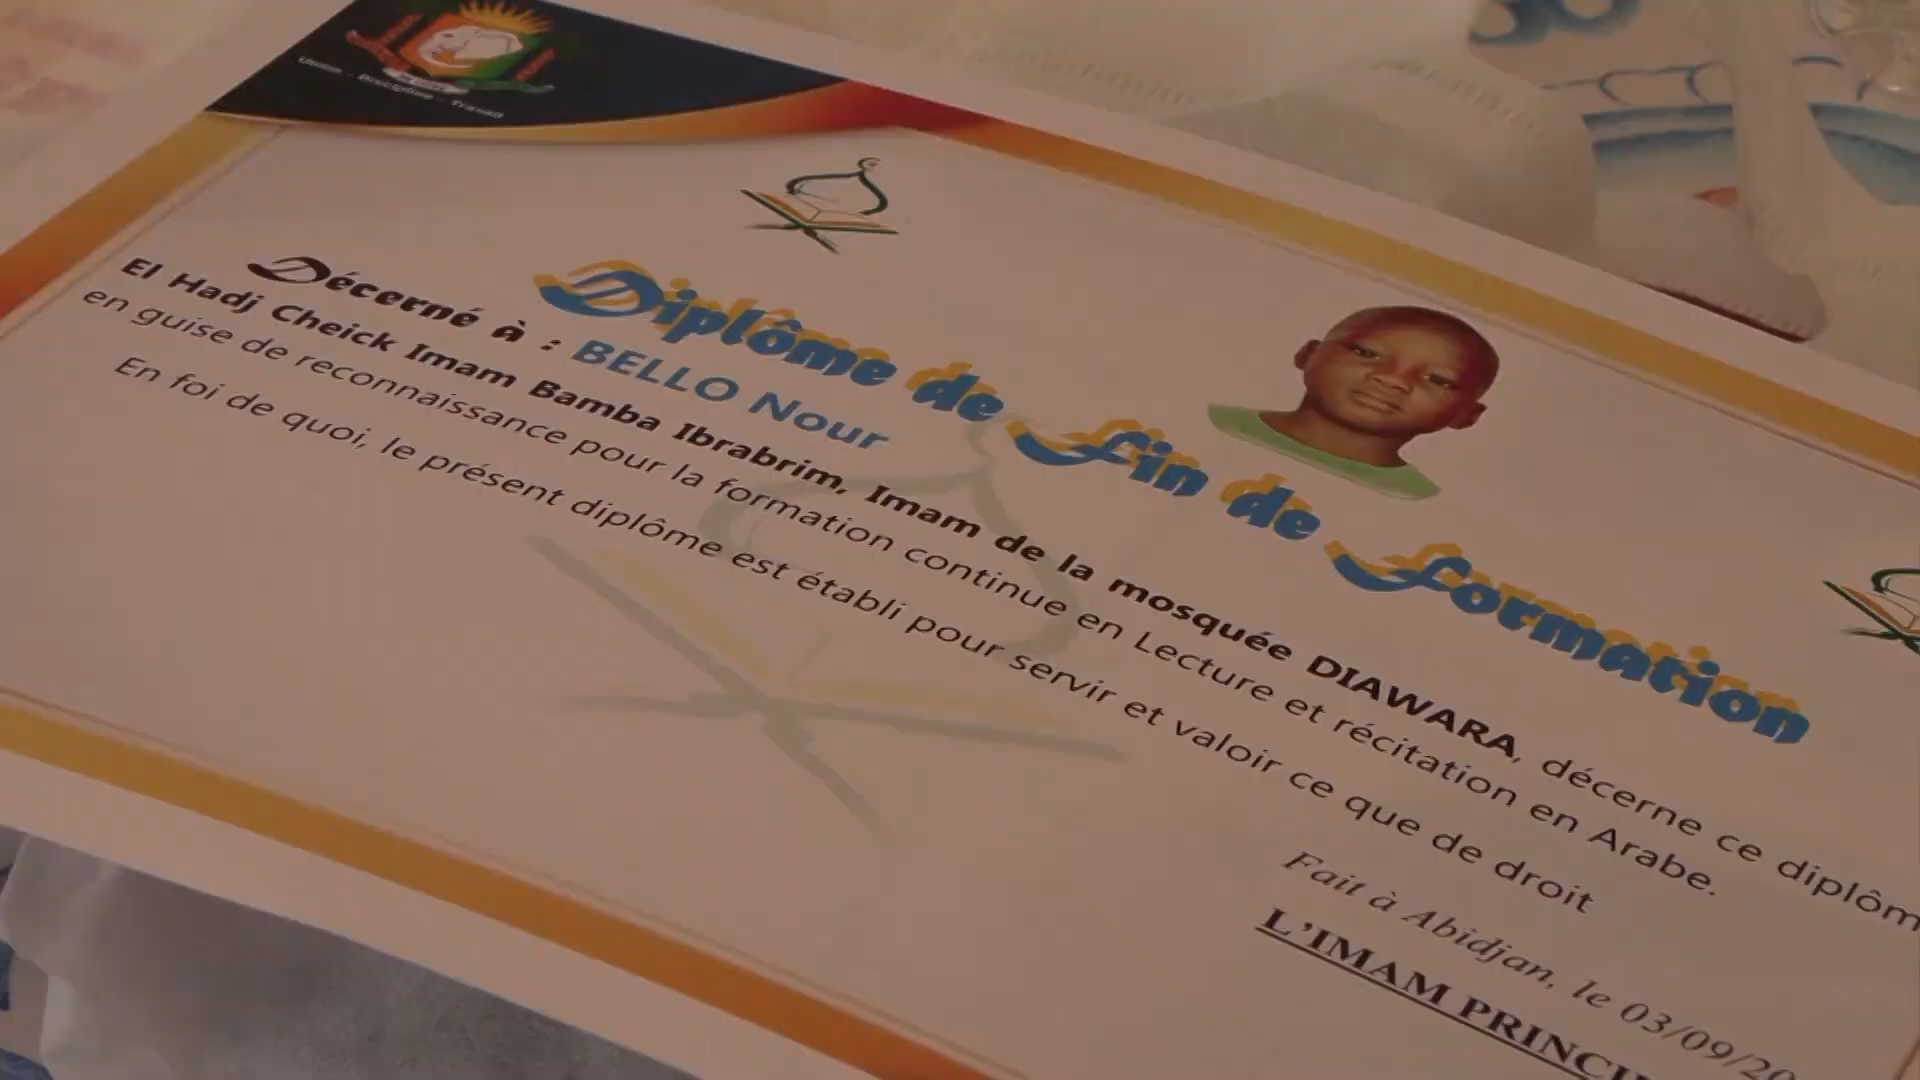 Union - Discipline - Travail
Diplôme de fin de formation
Décerné à : BELLO Nour
El Hadj Cheick Imam Bamba Ibrabrim, Imam de la mosquée DIAWARA, décerne ce diplôm
en guise de reconnaissance pour la formation continue en Lecture et récitation en Arabe.
En foi de quoi, le présent diplôme est établi pour servir et valoir ce que de droit
Fait à Abidjan, le 03/09/20
L'IMAM PRINCI